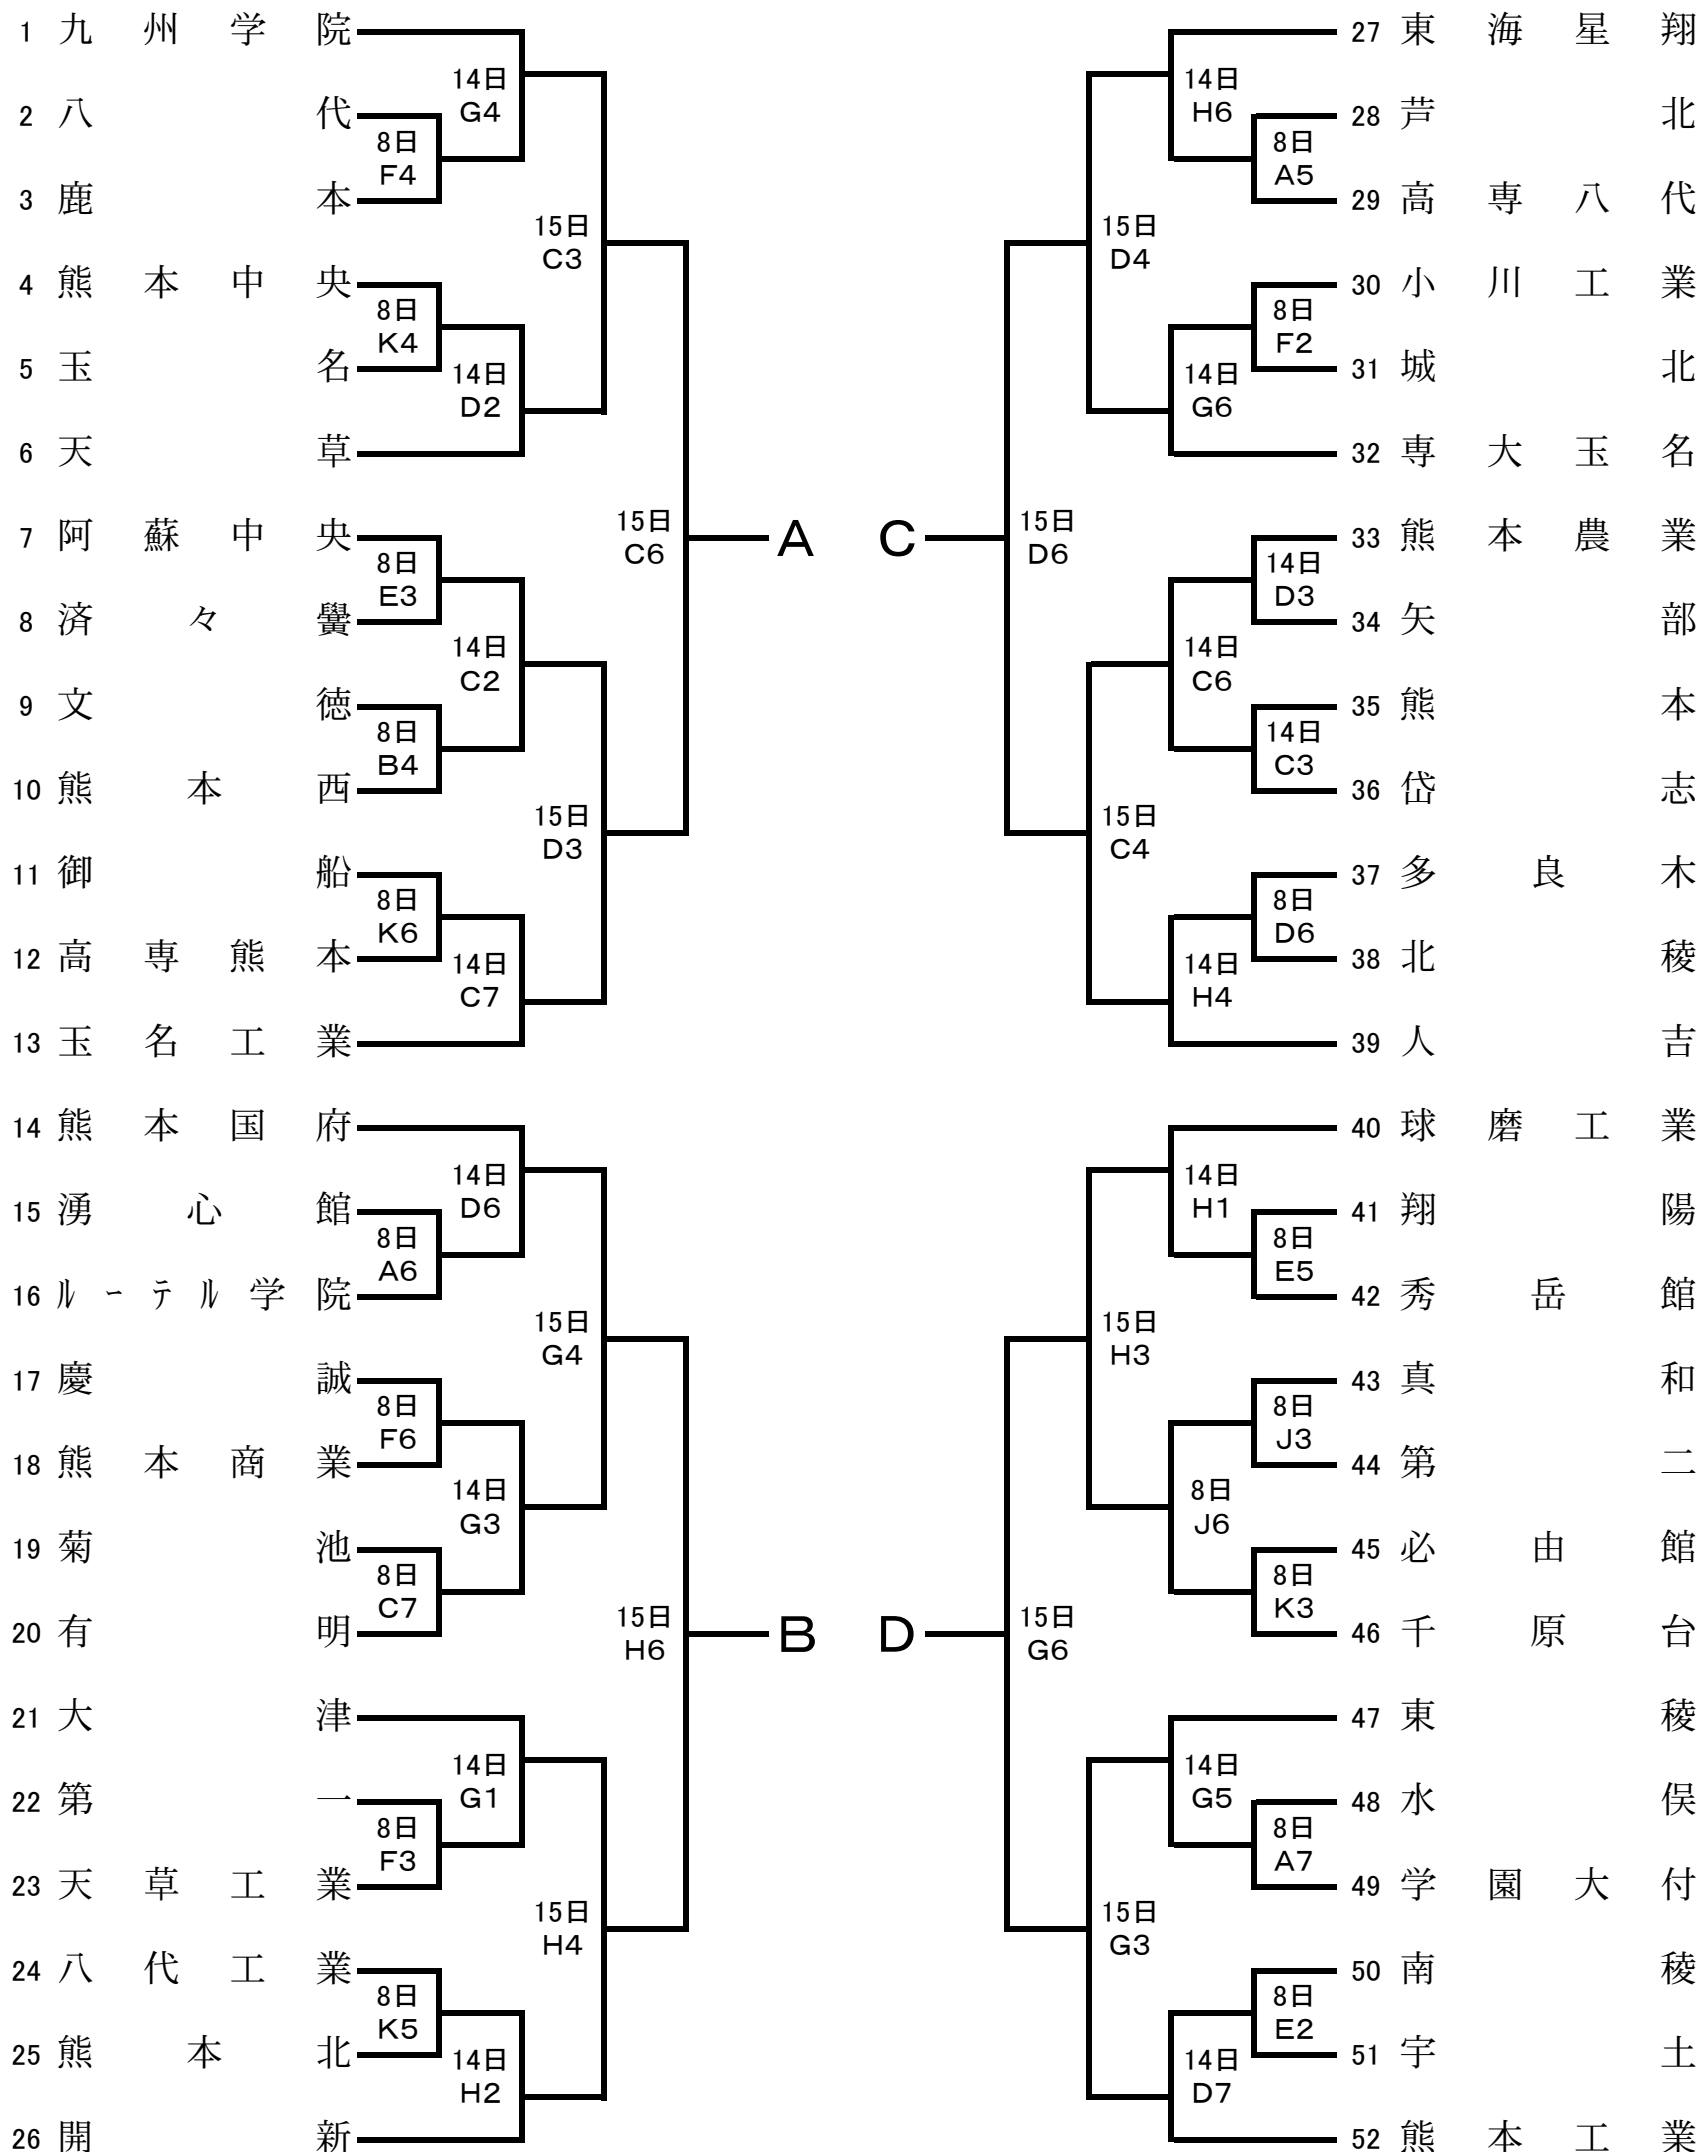 1 九州学院
14日
G4
2 八代
8日
F4
3 鹿本
15日
C3
4 熊本中央
8日
K4
5 玉名
14日
D2
6 天草
15日
C6
A
7 阿蘇中央
8日
E3
8 済々黌
14日
C2
9 文徳
8日
B4
10 熊本西
15日
D3
11 御船
8日
K6
12 高専熊本
14日
C7
13 玉名工業
14 熊本国府
14日
D6
15 湧心館
8日
A6
16 ルーテル学院
15日
G4
17 慶誠
8日
F6
18 熊本商業
14日
G3
19 菊池
8日
C7
20 有明
15日
H6
B
21 大津
14日
G1
22 第一
8日
F3
23 天草工業
15日
H4
24 八代工業
8日
K5
25 熊本北
14日
H2
26 開新
27 東海星翔
14日
H6
28 芦北
8日
A5
29 高専八代
15日
D4
30 小川工業
8日
F2
31 城北
14日
G6
32 専大玉名
C
15日
D6
33 熊本農業
14日
D3
34 矢部
14日
C6
35 熊本
14日
C3
36 岱志
15日
C4
37 多良木
8日
D6
38 北稜
14日
H4
39 人吉
40 球磨工業
14日
H1
41 翔陽
8日
E5
42 秀岳館
15日
H3
43 真和
8日
J3
44 第二
8日
J6
45 必由館
8日
K3
46 千原台
D
15日
G6
47 東稜
14日
G5
48 水俣
8日
A7
49 学園大付
15日
G3
50 南稜
8日
E2
51 宇土
14日
D7
52 熊本工業